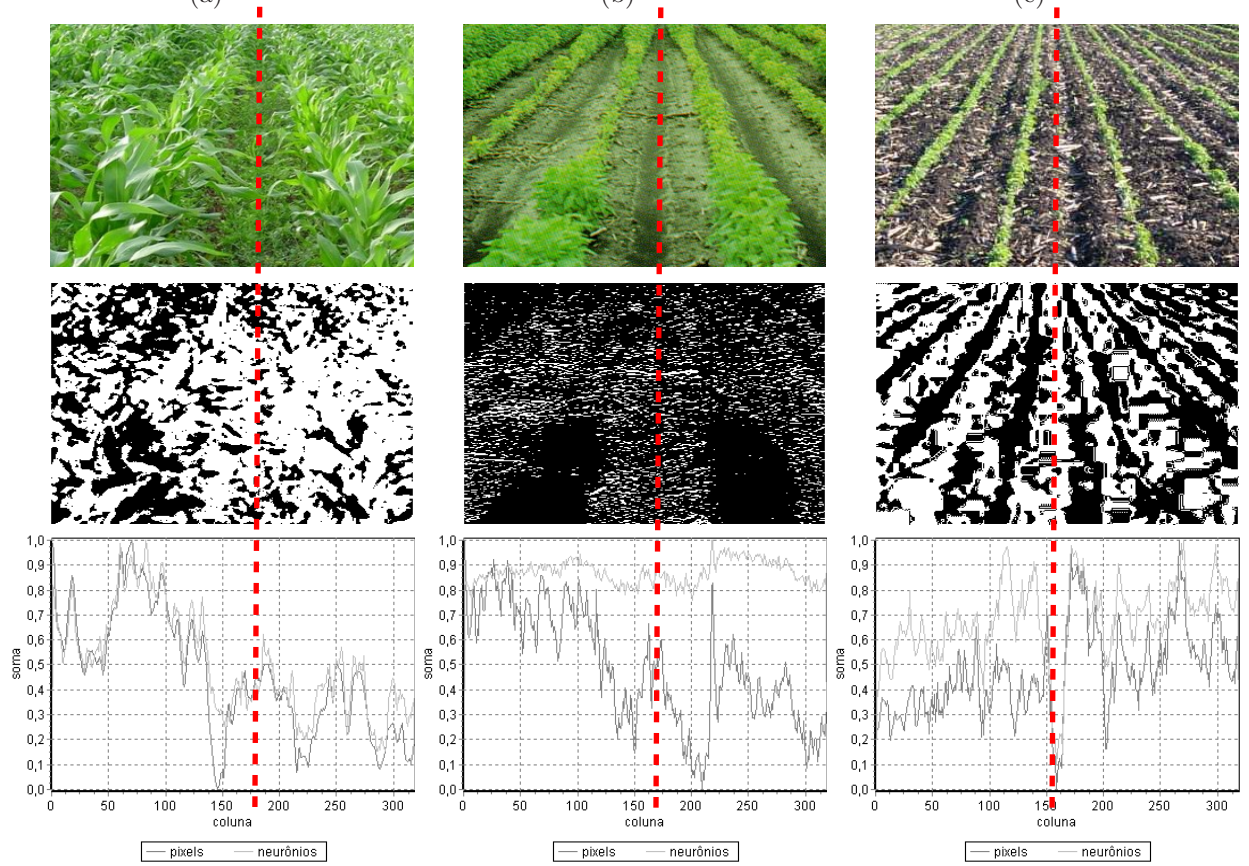 (a) (b) (c)
1,0 1,0 1,0
0,9 0,9 0,9
0,8 0,8 0,8
0,7 0,7 0,7
0,6 0,6 0,6
soma 0,5 soma 0,5 soma 0,5
0,4 0,4 0,4
0,3 0,3 0,3
0,2 0,2 0,2
0,1 0,1 0,1
0,0 0,0 0,0
0 50 100 150 200 250 300 0 50 100 150 200 250 300 0 50 100 150 200 250 300
coluna coluna coluna
pixels neurônios pixels neurônios pixels neurônios